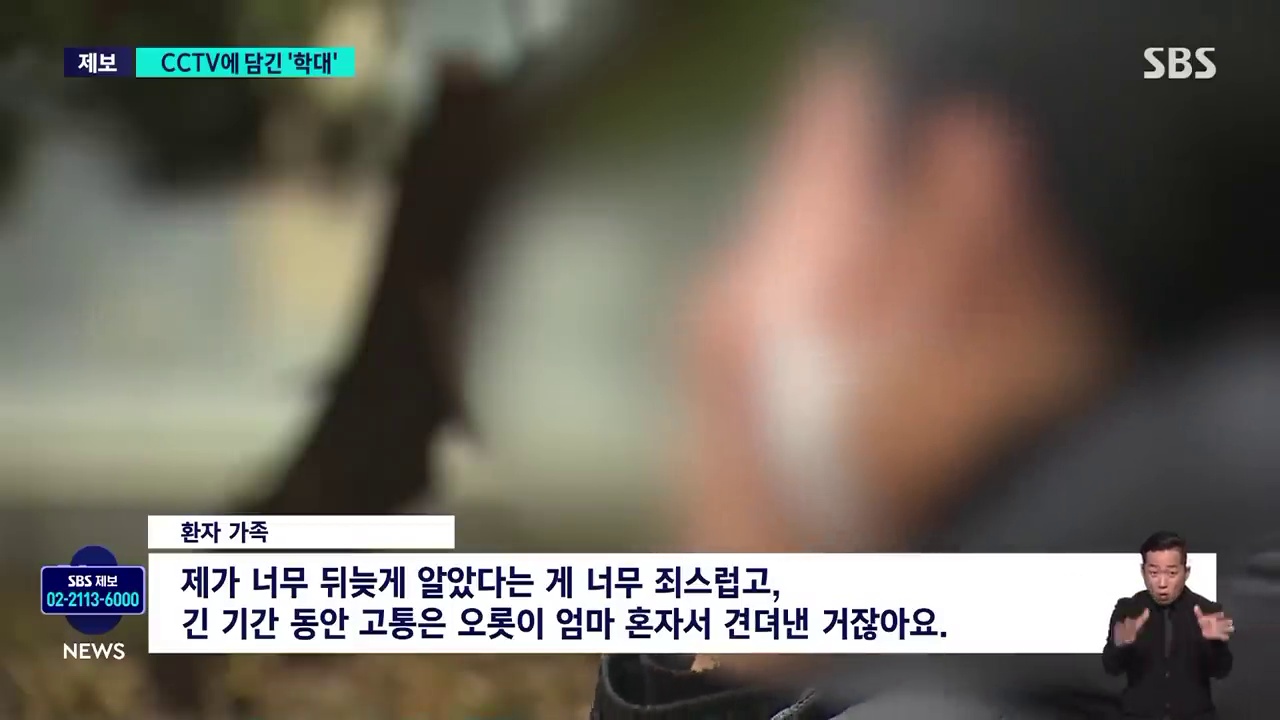 제보 CCTV에 담긴 '학대'
SBS
환자 가족
제가 너무 뒤늦게 알았다는 게 너무 죄스럽고,
긴 기간 동안 고통은 오롯이 엄마 혼자서 견뎌낸 거잖아요.
SBS 제보
02-2113-6000
NEWS